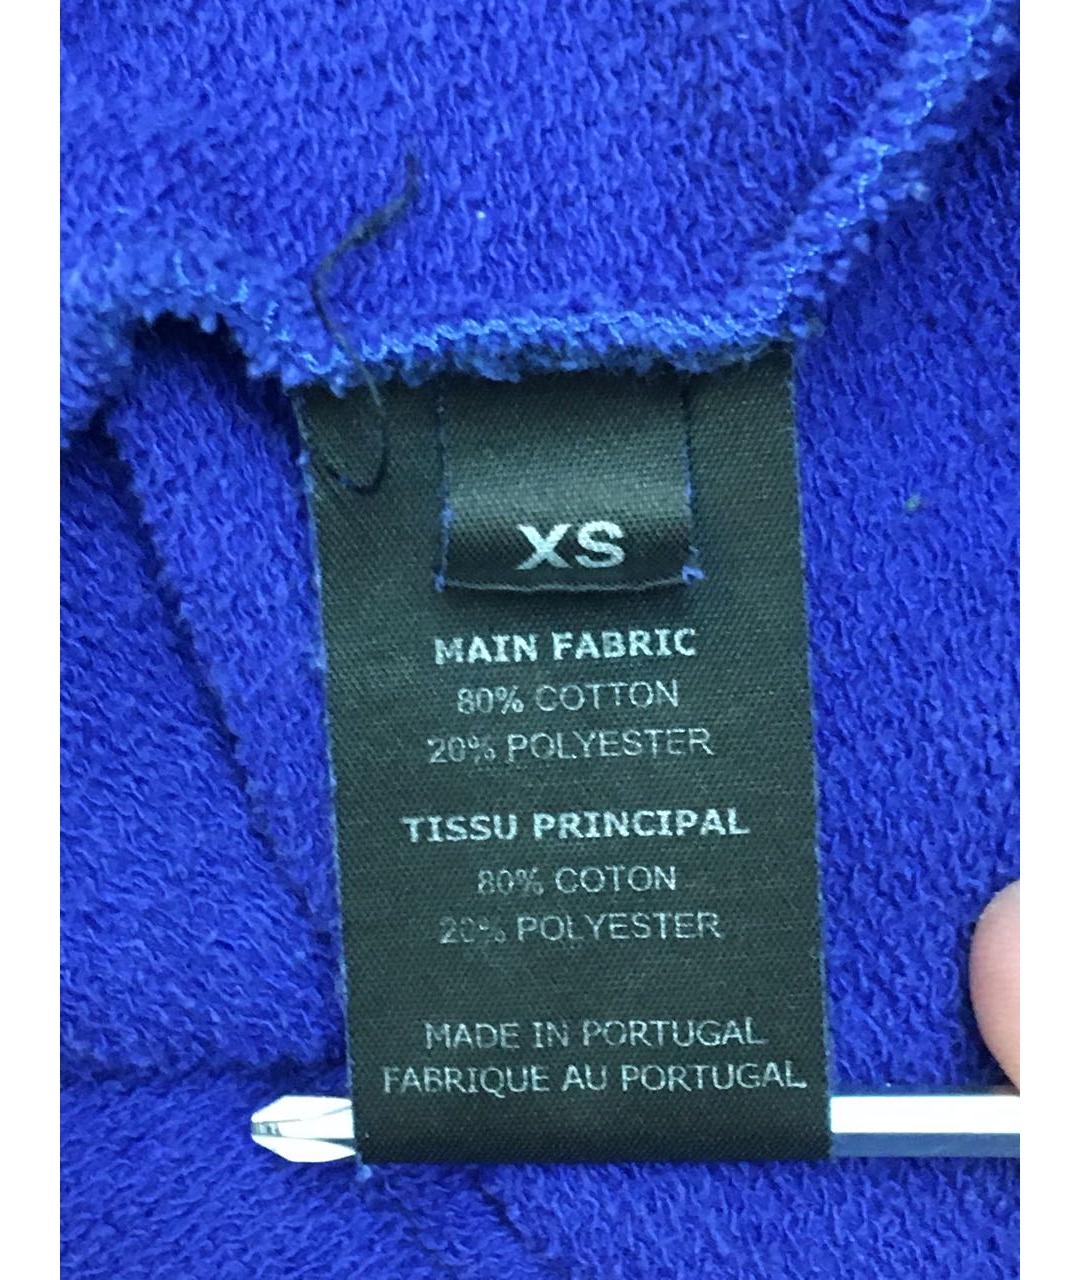 XS
MAIN FABRIC
80% COTTON
20% POLYESTER
TISSU PRINCIPAL
80% COTON
20% POLYESTER
MADE IN PORTUGAL
FABRIQUE AU PORTUGAL